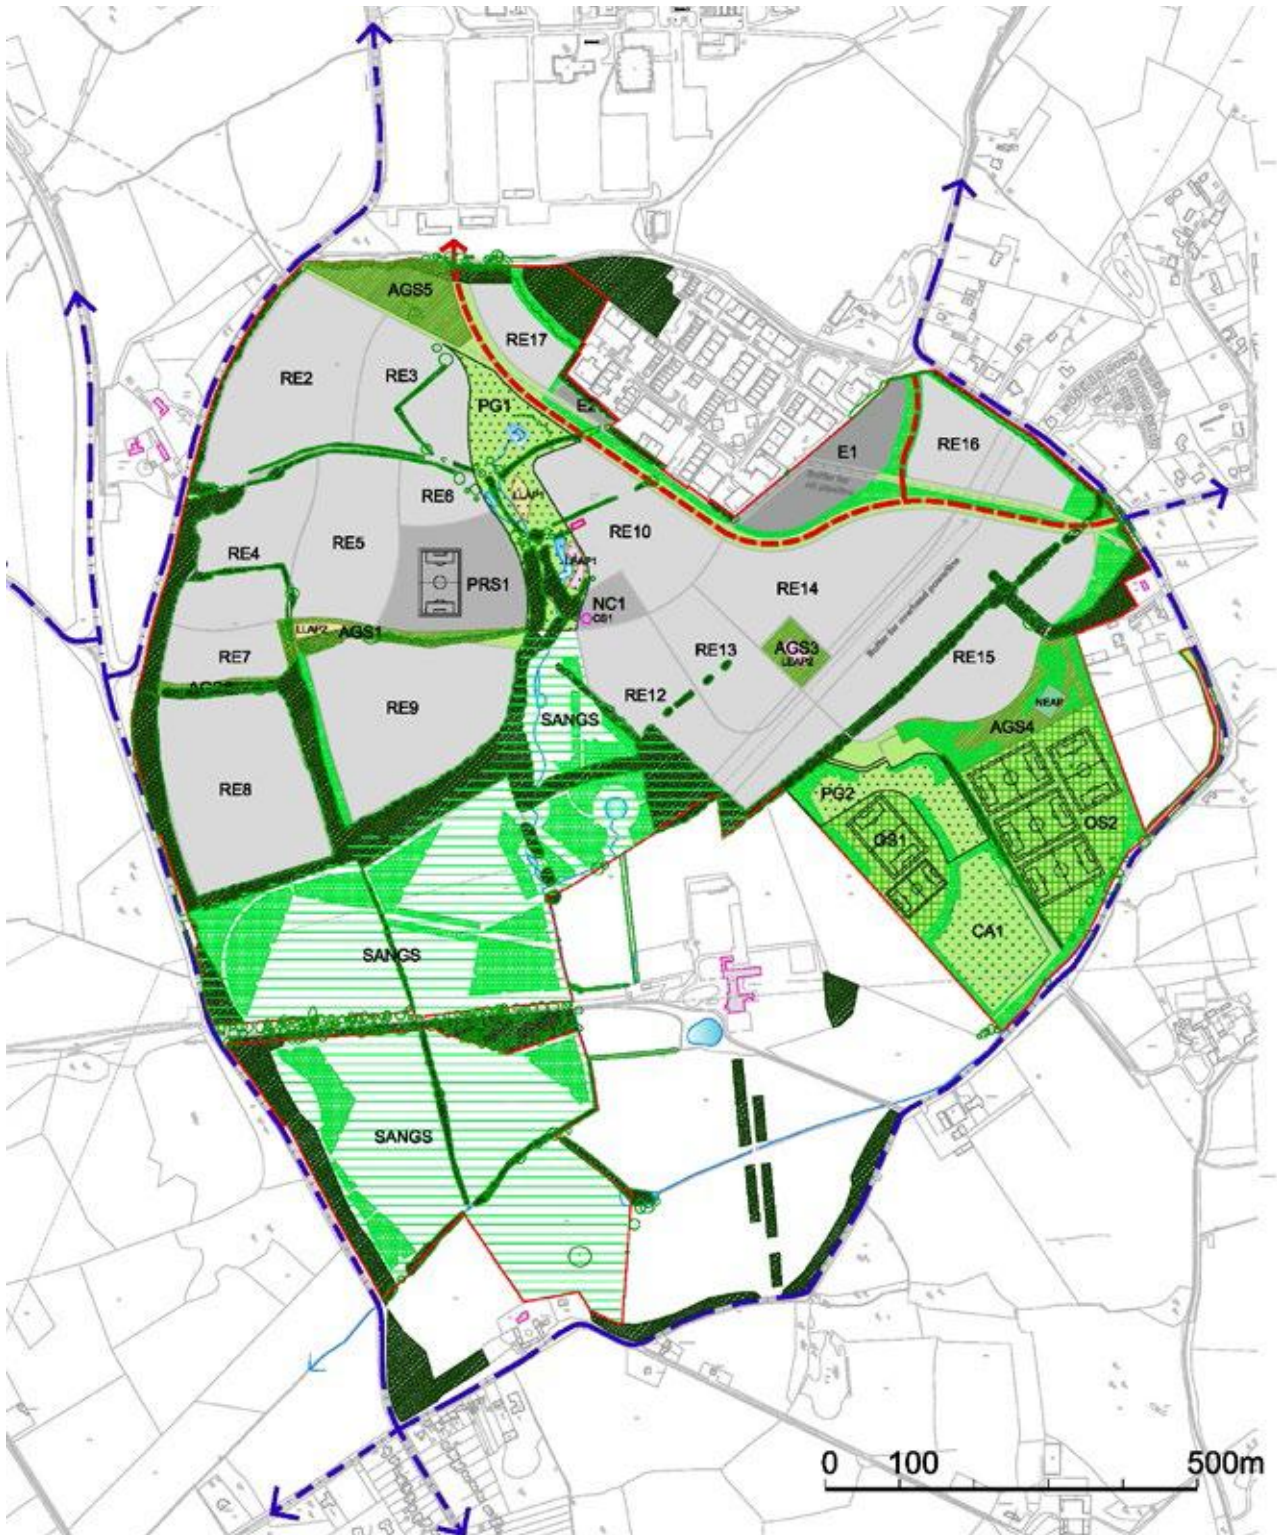 AGS5
RE17
RE2
RE3
PG1
E2
E1
RE16
RE6
LLAP1
RE10
RE4
RE5
PRS1
RE14
NC1
CS1
LLAP2
AGS1
RE7
RE13
AGS3
LEAP2
Buffer for overhead powerline
RE15
RE9
RE12
SANGS
NEAP
AGS4
RE8
PG2
OS1
OS2
CA1
SANGS
SANGS
0 100 500m